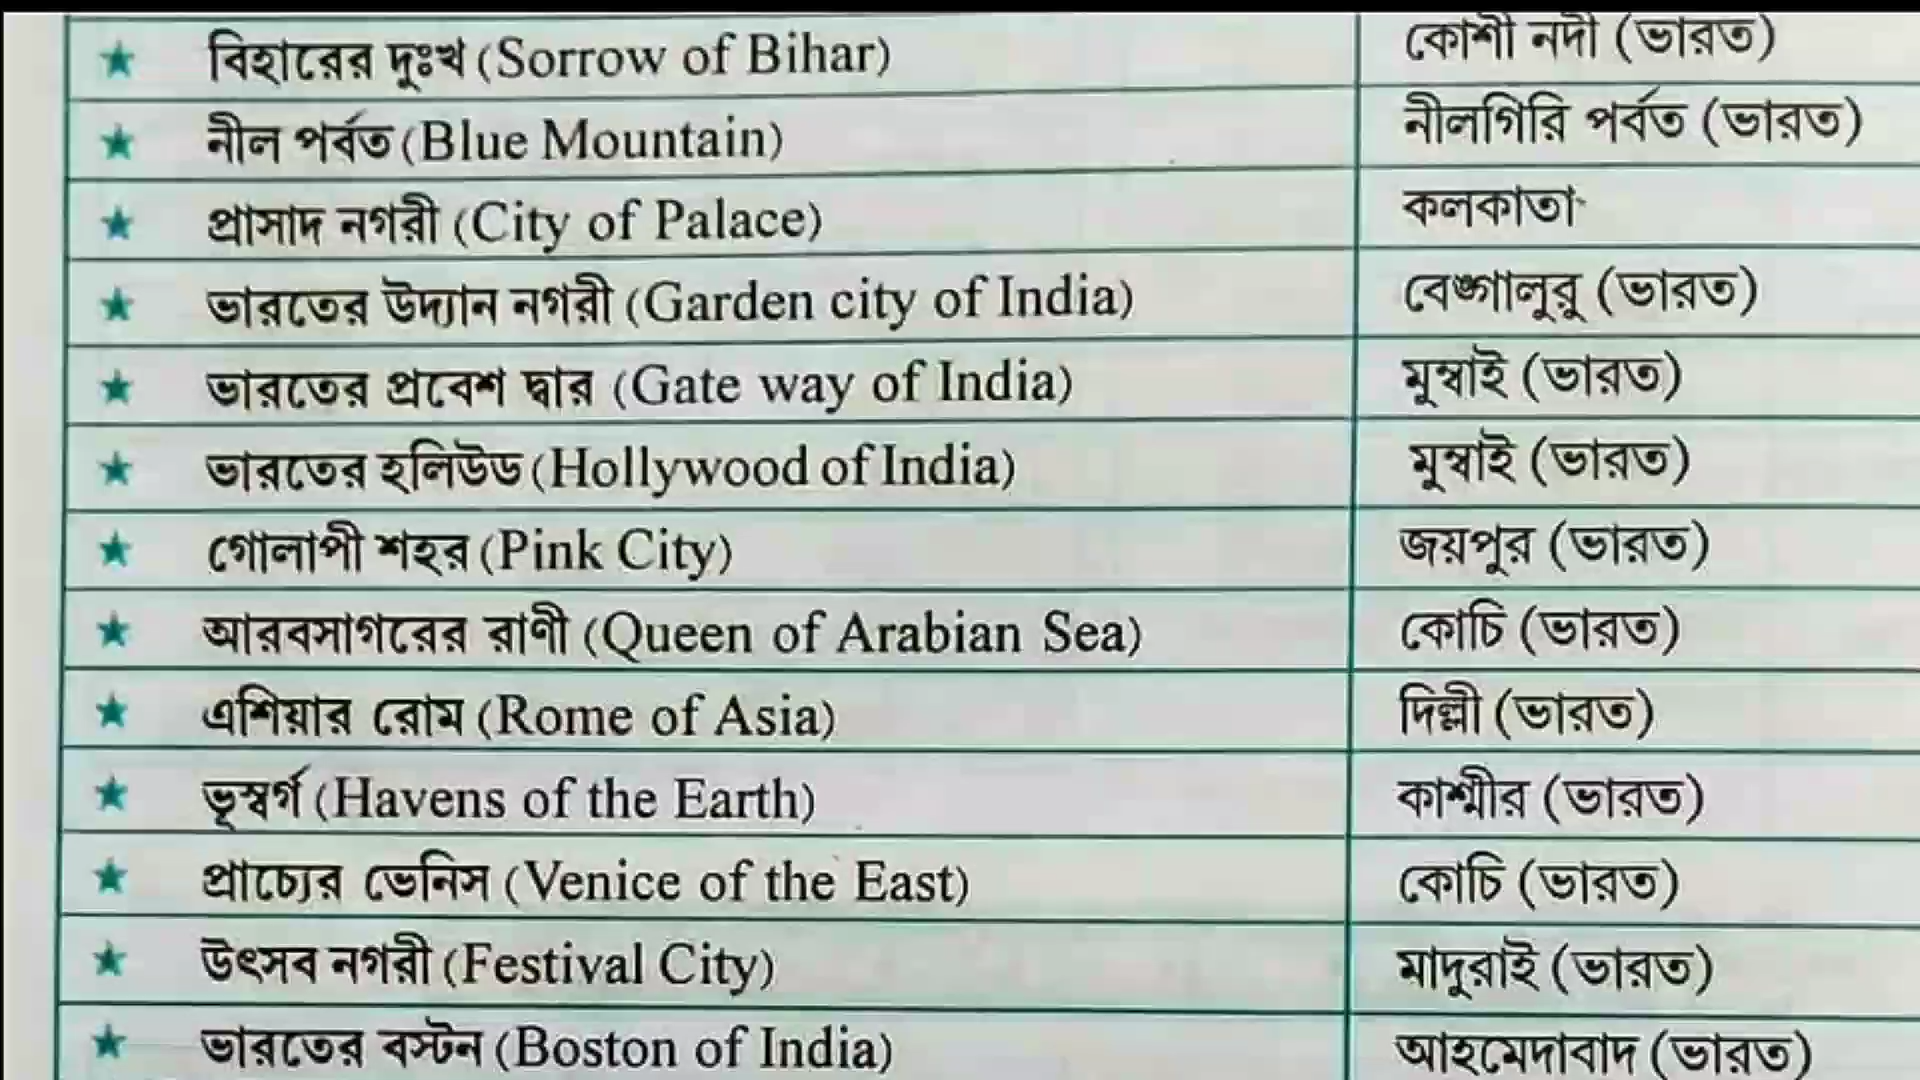 ★ বিহারের দুঃখ (Sorrow of Bihar) কোশী নদী (ভারত)
★ নীল পর্বত (Blue Mountain) নীলগিরি পর্বত (ভারত)
★ প্রাসাদ নগরী (City of Palace) কলকাতা
★ ভারতের উদ্যান নগরী (Garden city of India) বেঙ্গালুরু (ভারত)
★ ভারতের প্রবেশ দ্বার (Gate way of India) মুম্বাই (ভারত)
★ ভারতের হলিউড (Hollywood of India) মুম্বাই (ভারত)
★ গোলাপী শহর (Pink City) জয়পুর (ভারত)
★ আরবসাগরের রাণী (Queen of Arabian Sea) কোচি (ভারত)
★ এশিয়ার রোম (Rome of Asia) দিল্লী (ভারত)
★ ভূস্বর্গ (Havens of the Earth) কাশ্মীর (ভারত)
★ প্রাচ্যের ভেনিস (Venice of the East) কোচি (ভারত)
★ উৎসব নগরী (Festival City) মাদুরাই (ভারত)
★ ভারতের বস্টন (Boston of India) আহমেদাবাদ (ভারত)